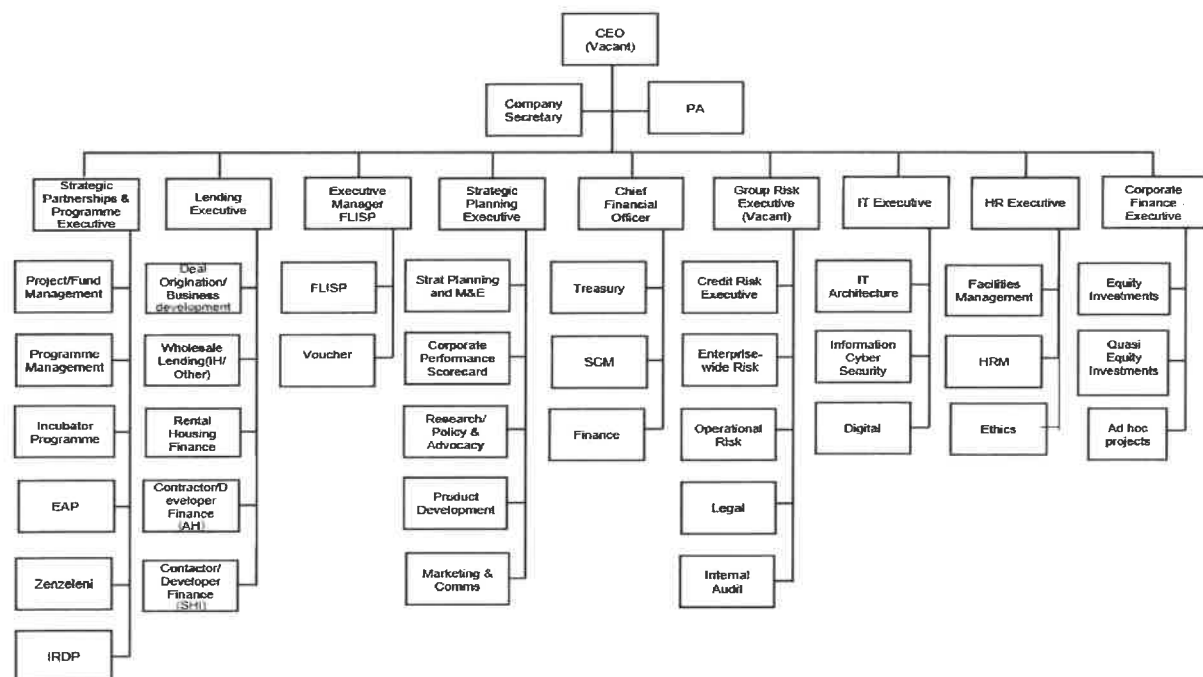 CEO
(Vacant)
Company
Secretary
PA
Strategic
Partnerships &
Programme
Executive
Lending
Executive
Executive
Manager
FLISP
Strategic
Planning
Executive
Chief
Financial
Officer
Group Risk
Executive
(Vacant)
IT Executive
HR Executive
Corporate
Finance
Executive
Project/Fund
Management
Programme
Management
Incubator
Programme
EAP
Zenzeleni
IRDP
Deal
Origination/
Business
development
Wholesale
Lending(IH/
Other)
Rental
Housing
Finance
Contractor/D
eveloper
Finance
(AH)
Contactor/
Developer
Finance
(SHI)
FLISP
Voucher
Strat Planning
and M&E
Corporate
Performance
Scorecard
Research/
Policy &
Advocacy
Product
Development
Marketing &
Comms
Treasury
SCM
Finance
Credit Risk
Executive
Enterprise-
wide Risk
Operational
Risk
Legal
Internal
Audit
IT
Architecture
Information
Cyber
Security
Digital
Facilities
Management
HRM
Ethics
Equity
Investments
Quasi
Equity
Investments
Ad hoc
projects